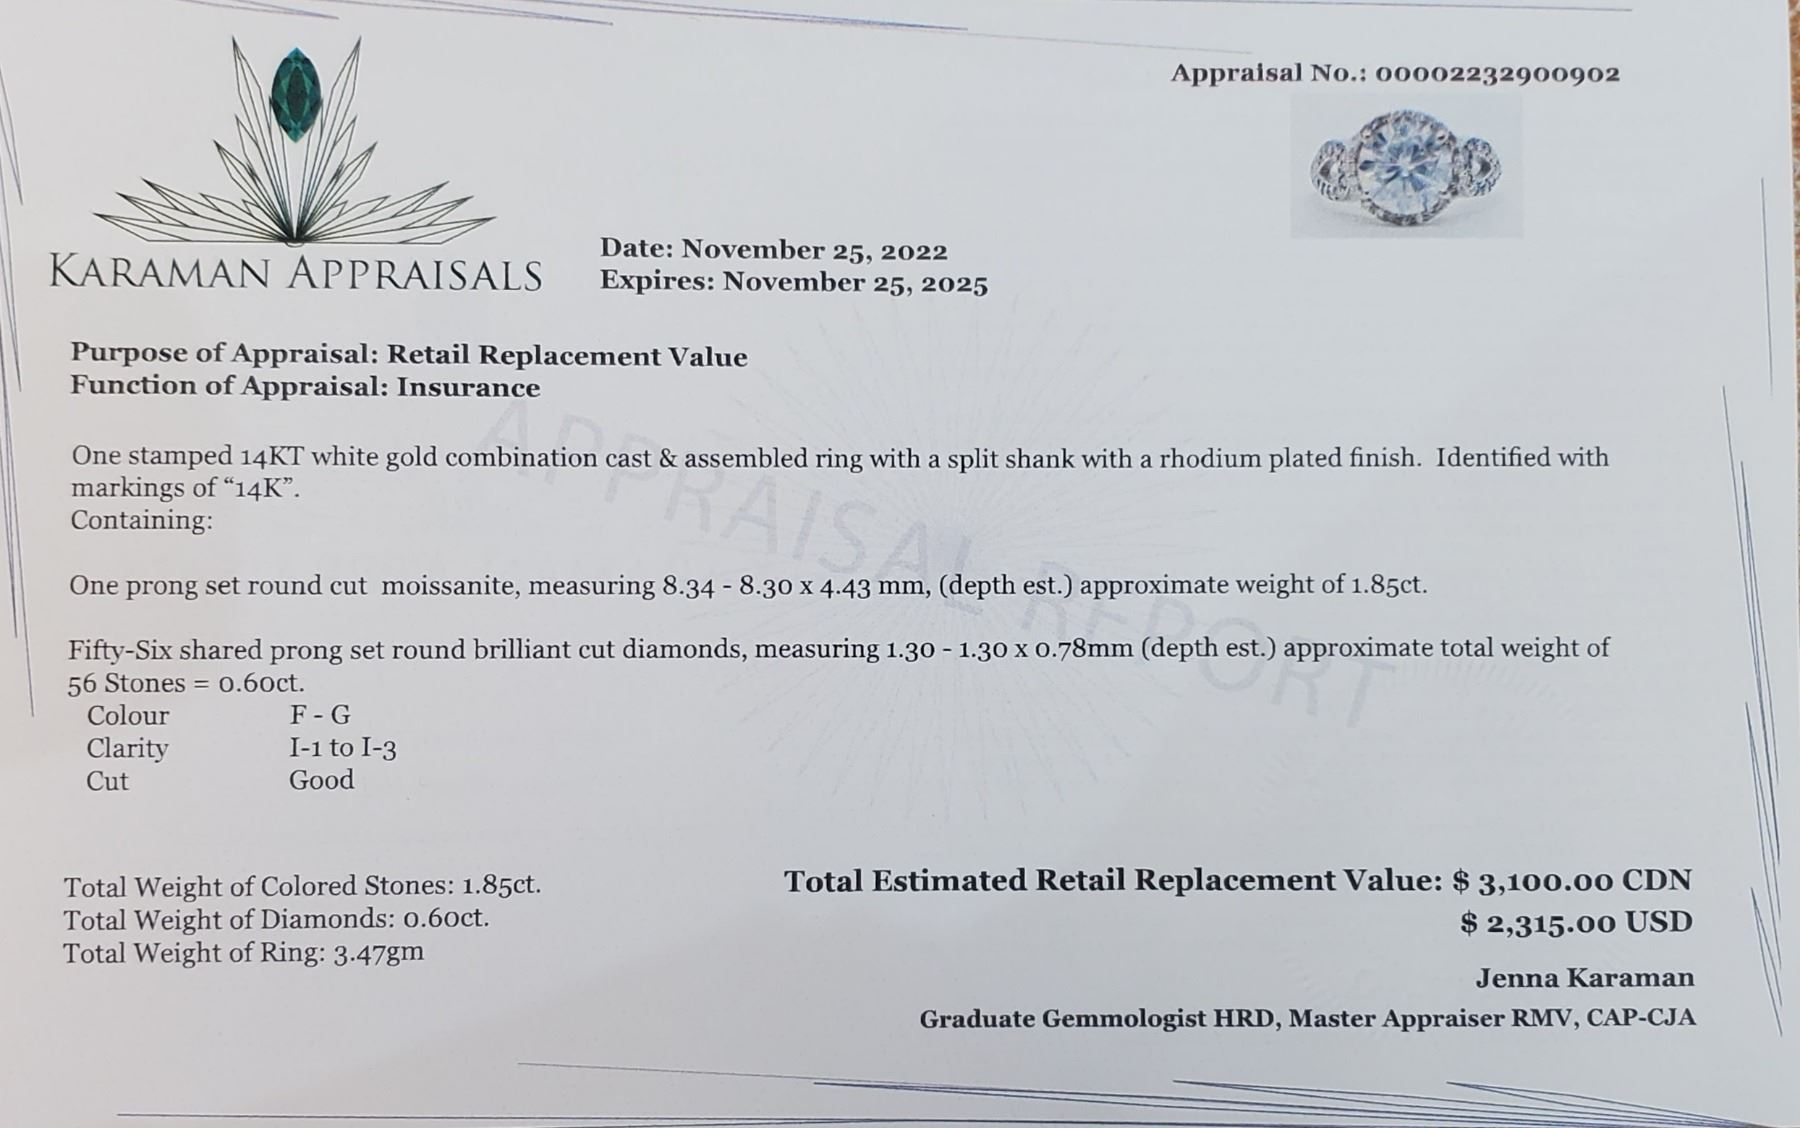 Appraisal No.: 00002232900902
KARAMAN APPRAISALS
Date: November 25, 2022
Expires: November 25, 2025
Purpose of Appraisal: Retail Replacement Value
Function of Appraisal: Insurance
One stamped 14KT white gold combination cast & assembled ring with a split shank with a rhodium plated finish.  Identified with
markings of “14K”.
Containing:
One prong set round cut  moissanite, measuring 8.34 - 8.30 x 4.43 mm, (depth est.) approximate weight of 1.85ct.
Fifty-Six shared prong set round brilliant cut diamonds, measuring 1.30 - 1.30 x 0.78mm (depth est.) approximate total weight of
56 Stones = 0.60ct.
Colour F - G
Clarity I-1 to I-3
Cut Good
APPRAISAL REPORT
Total Weight of Colored Stones: 1.85ct.
Total Weight of Diamonds: 0.60ct.
Total Weight of Ring: 3.47gm
Total Estimated Retail Replacement Value: $ 3,100.00 CDN
$ 2,315.00 USD
Jenna Karaman
Graduate Gemmologist HRD, Master Appraiser RMV, CAP-CJA